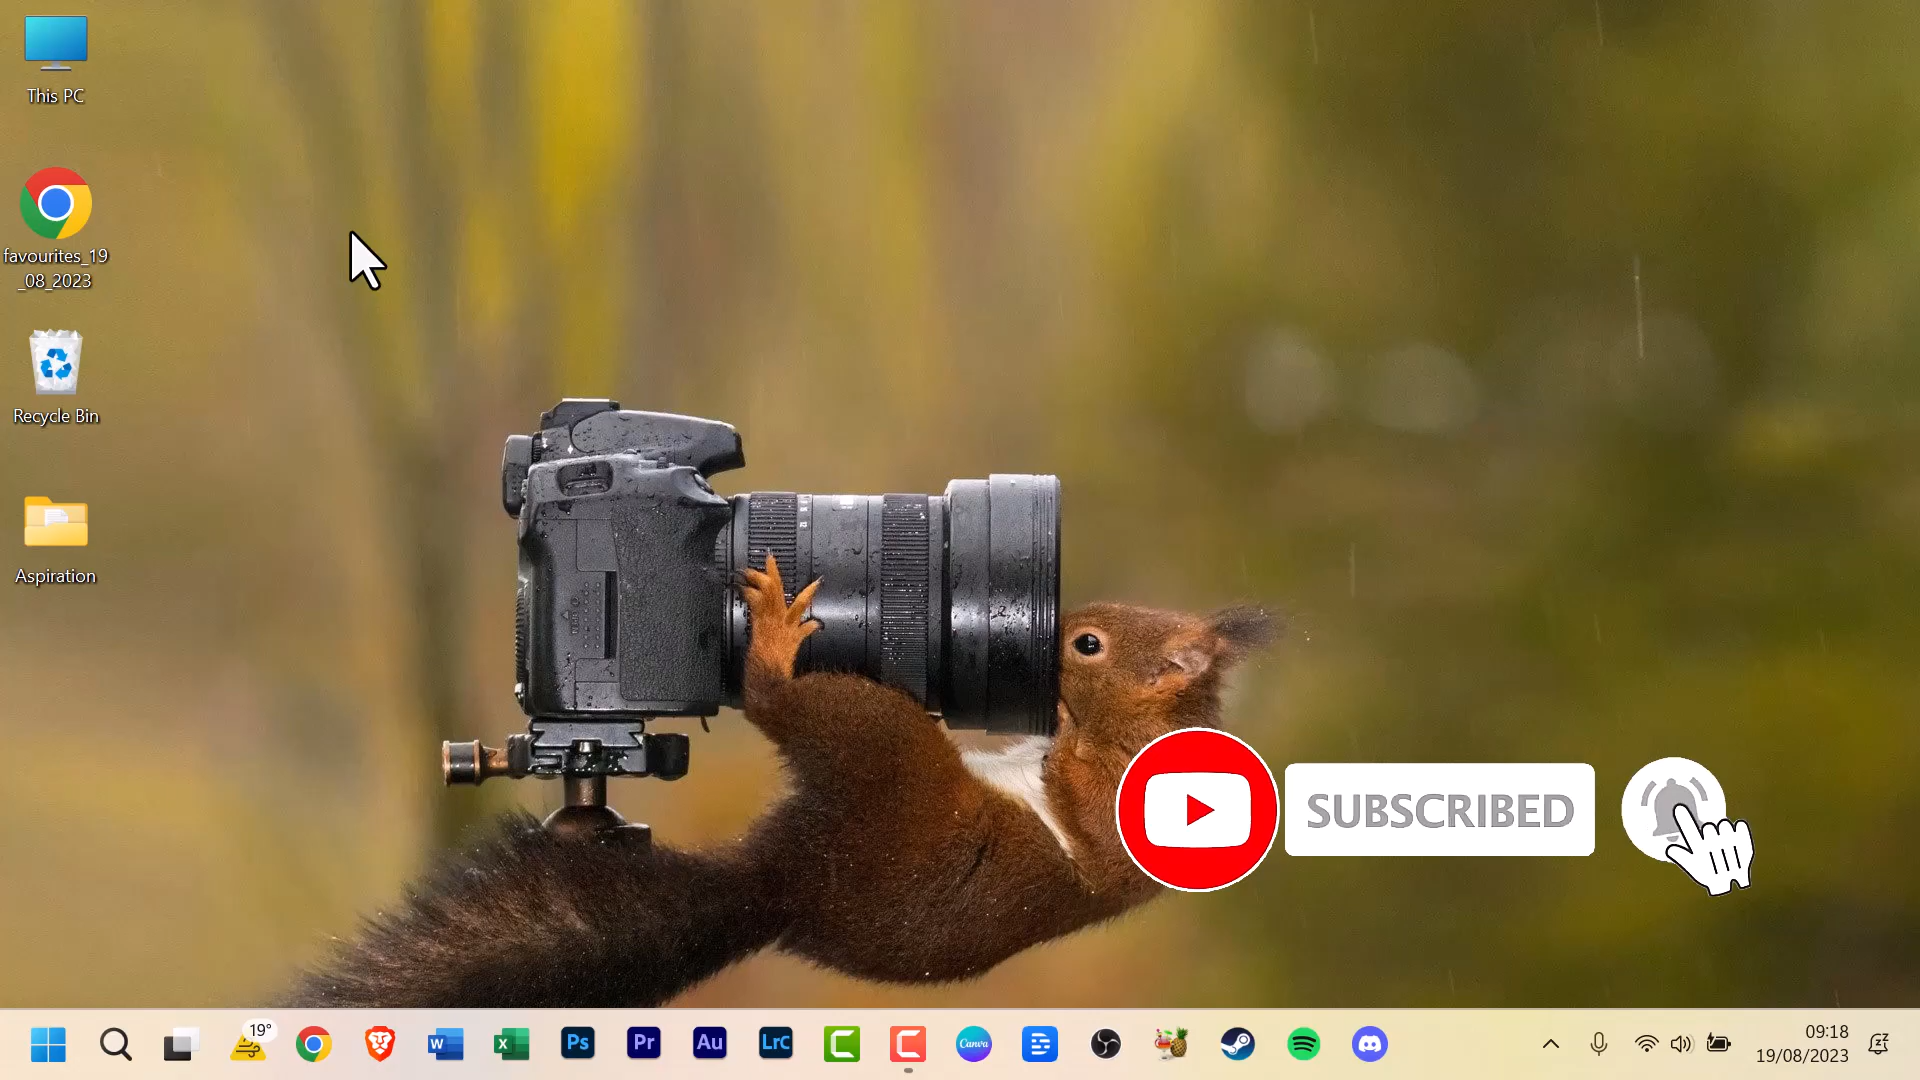 This PC
favourites_19
_08_2023
Recycle Bin
Aspiration
SUBSCRIBED
19°
W
X
Ps
Pr
Au
LrC
Canva
09:18
19/08/2023